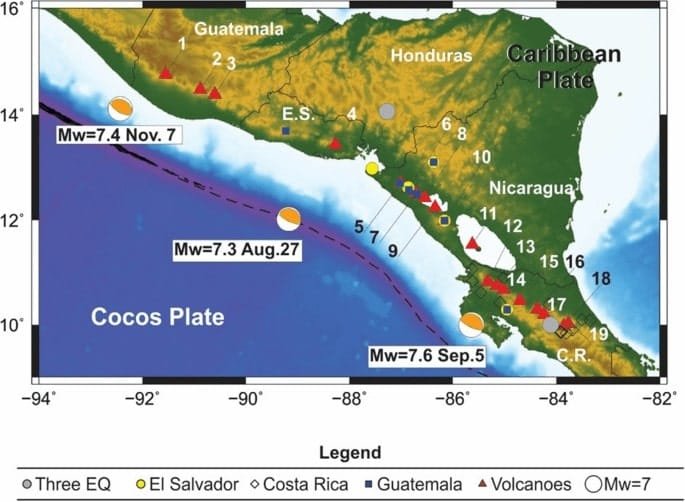 16°
14°
12°
10°
Guatemala
Honduras
Caribbean
Plate
1
2
3
E.S.
4
6
8
10
Mw=7.4 Nov. 7
Nicaragua
5
7
9
11
12
13
14
15
16
17
18
19
Mw=7.3 Aug.27
Cocos Plate
Mw=7.6 Sep.5
C.R.
−94
−92
−90
−88
−86
−84
−82
Legend
Three EQ
El Salvador
Costa Rica
Guatemala
Volcanoes
Mw=7